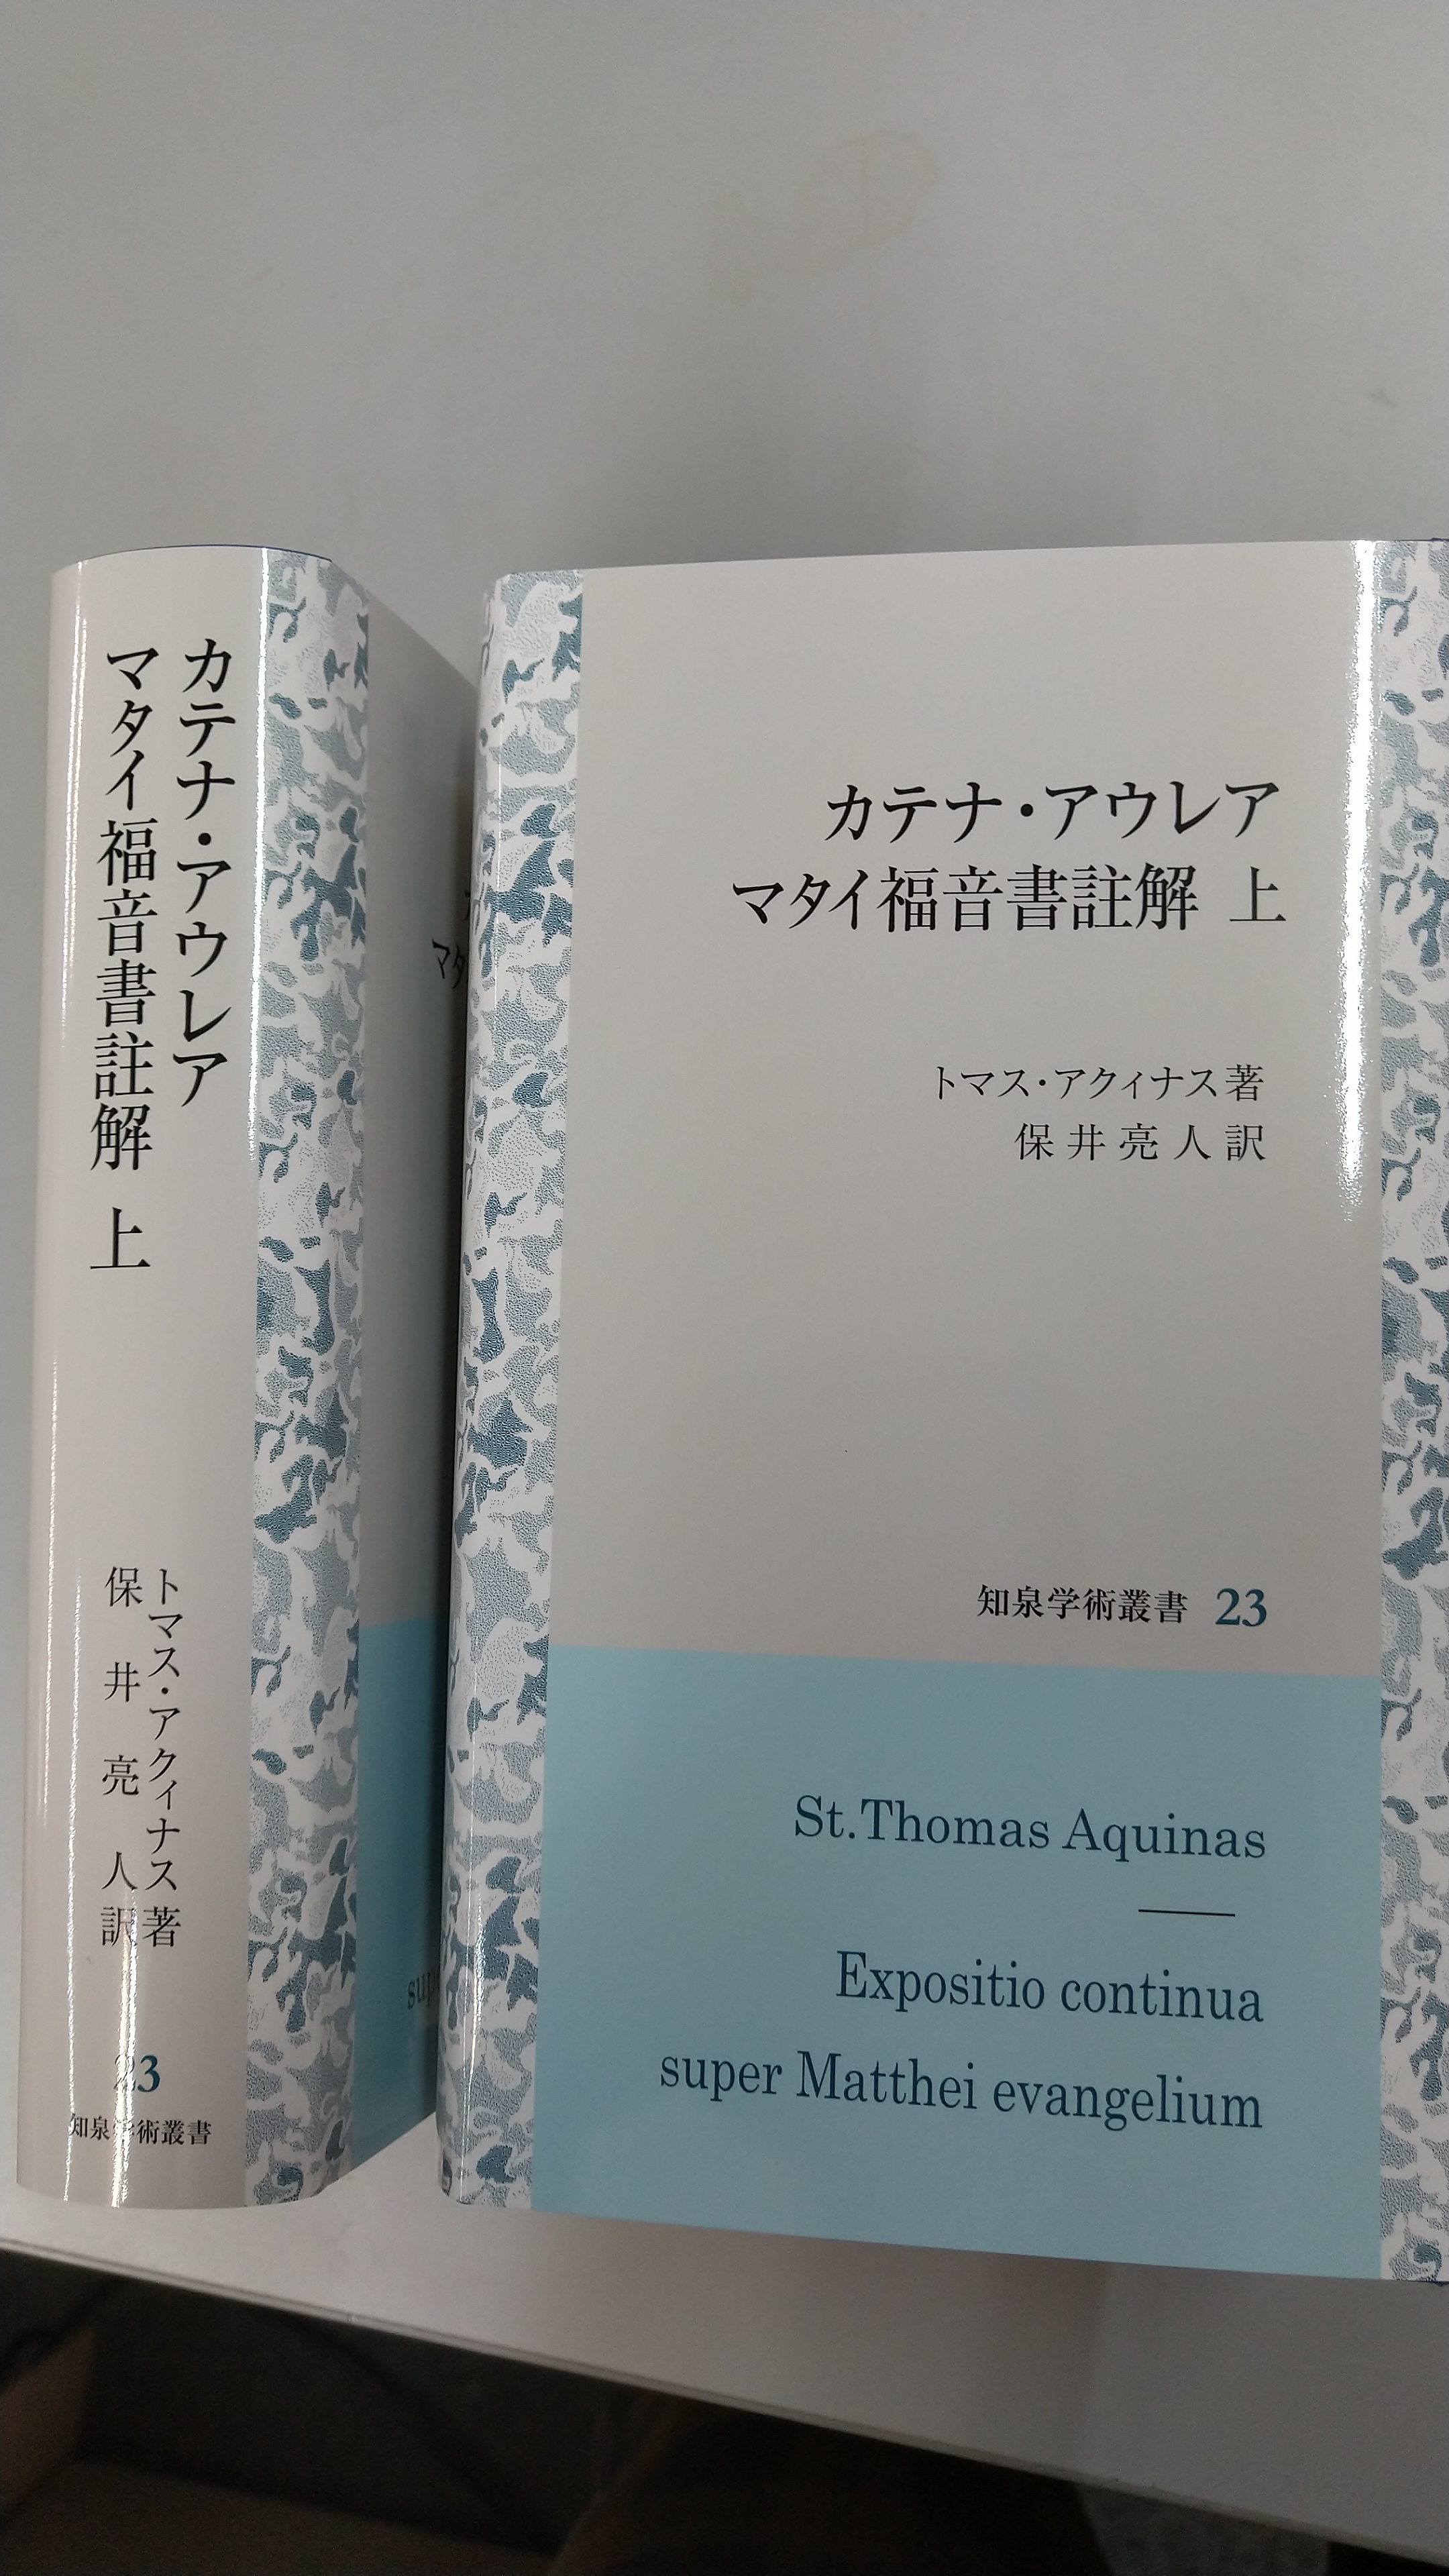 カテナ・アウレア
マタイ福音書註解 上
トマス・アクィナス著
保井亮人訳
23
知泉学術叢書
マタ
sup
カテナ・アウレア
マタイ福音書註解 上
トマス・アクィナス著
保井亮人訳
知泉学術叢書 23
St.Thomas Aquinas
Expositio continua
super Matthei evangelium